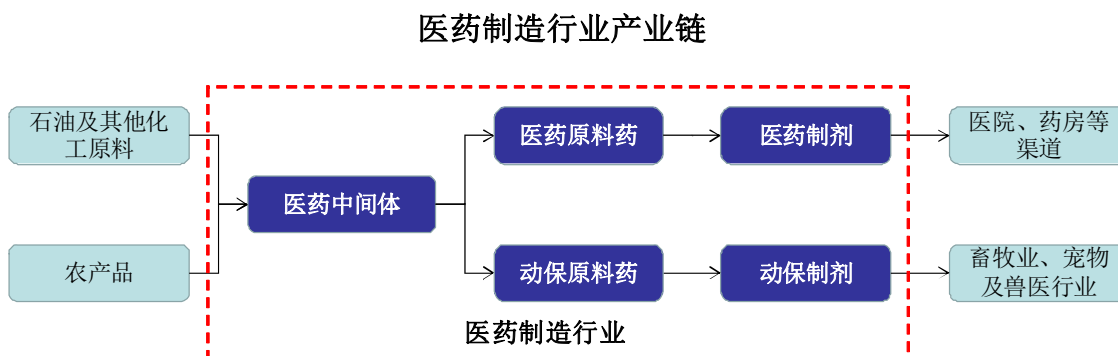 医药制造行业产业链
石油及其他化
工原料
农产品
医药中间体
医药原料药
医药制剂
医院、药房等
渠道
动保原料药
动保制剂
畜牧业、宠物
及兽医行业
医药制造行业